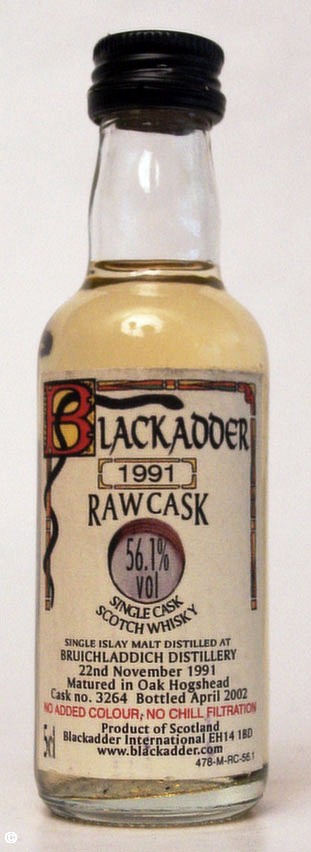 BLACKADDER
1991
RAW CASK
56.1%
vol
SINGLE CASK
SCOTCH WHISKY
SINGLE ISLAY MALT DISTILLED AT
BRUICHLADDICH DISTILLERY
22nd November 1991
Matured in Oak Hogshead
Cask no. 3264 Bottled April 2002
NO ADDED COLOUR, NO CHILL FILTRATION
Product of Scotland
5cl Blackadder International EH14 1BD
www.blackadder.com
478-M-RC-56.1
©